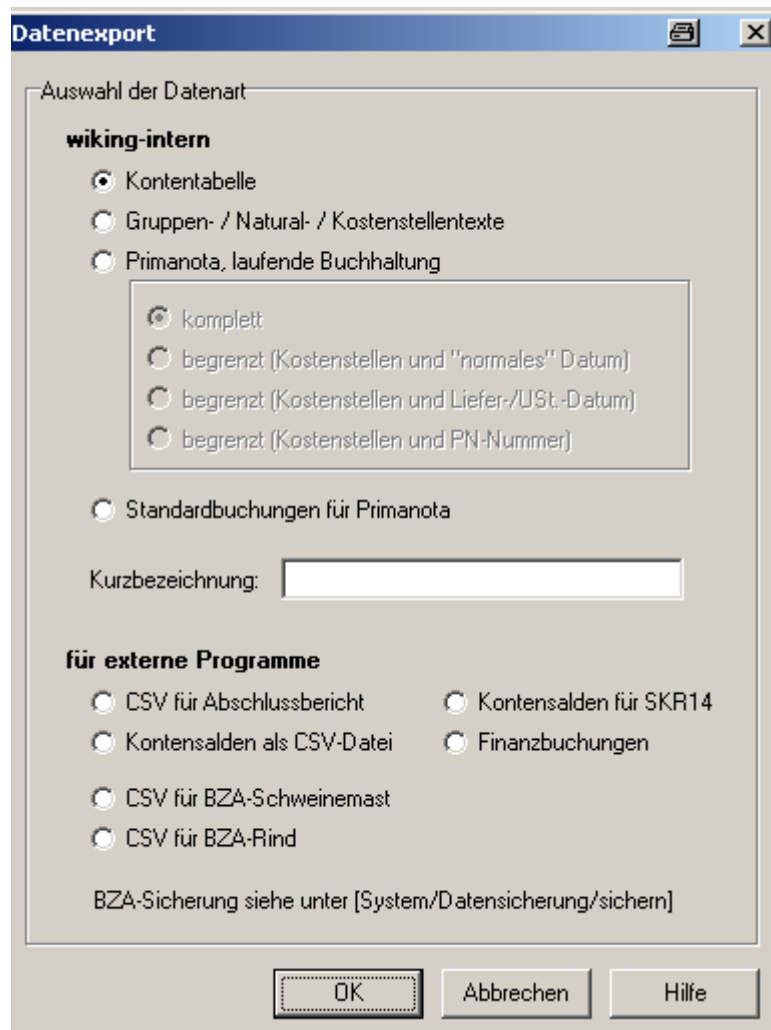 Datenexport
Auswahl der Datenart
wiking-intern
Kontentabelle
Gruppen- / Natural- / Kostenstellentexte
Primanota, laufende Buchhaltung
komplett
begrenzt (Kostenstellen und "normales" Datum)
begrenzt (Kostenstellen und Liefer-/USt.-Datum)
begrenzt (Kostenstellen und PN-Nummer)
Standardbuchungen für Primanota
Kurzbezeichnung:
für externe Programme
CSV für Abschlussbericht
Kontensalden für SKR14
Kontensalden als CSV-Datei
Finanzbuchungen
CSV für BZA-Schweinemast
CSV für BZA-Rind
BZA-Sicherung siehe unter [System/Datensicherung/sichern]
OK
Abbrechen
Hilfe